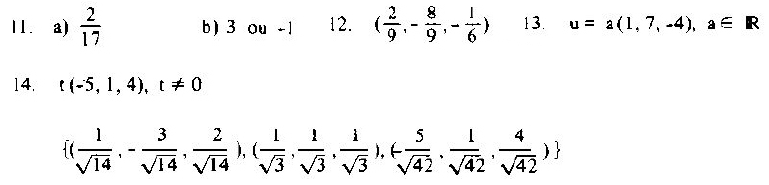 11. a) 2/17 b) 3 ou -1 12. (2/9, -8/9, -1/6) 13. u = a(1, 7, -4), a ∈ ℝ
14. t(-5, 1, 4), t ≠ 0
{(1/√14, -3/√14, 2/√14), (1/√3, 1/√3, 1/√3), (-5/√42, 1/√42, 4/√42)}